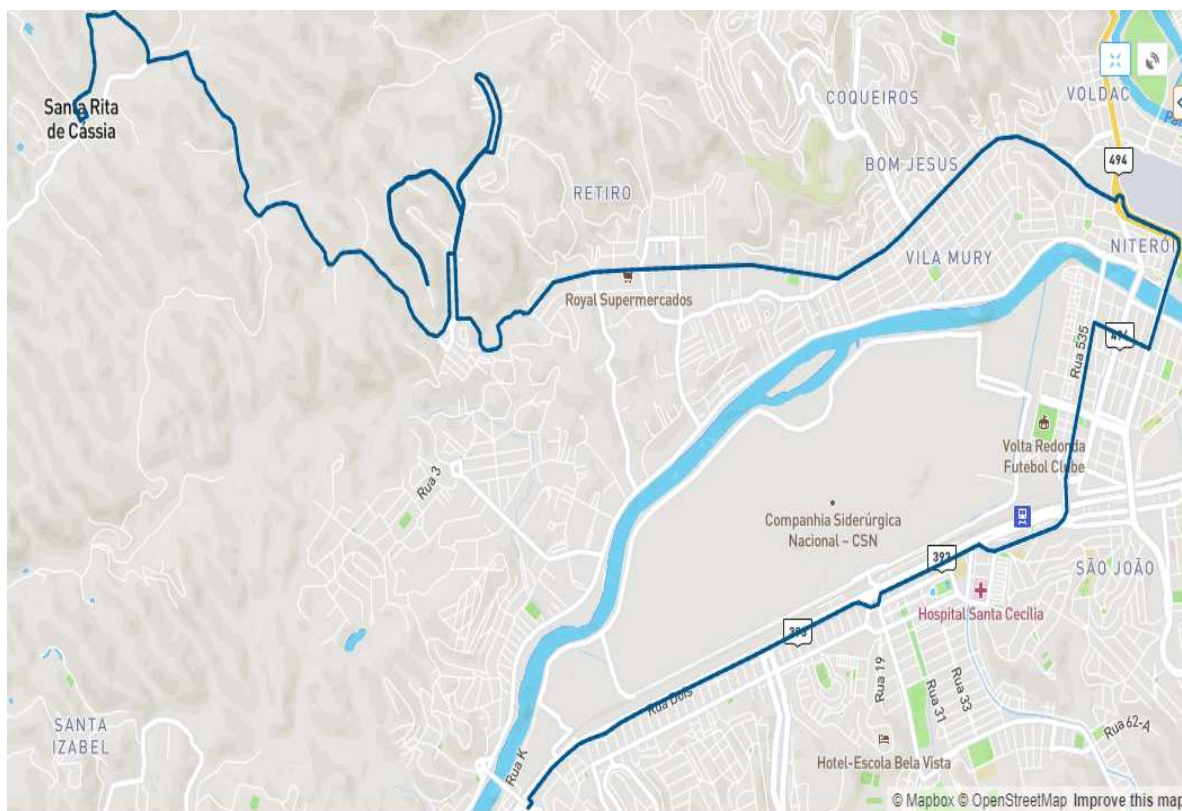 COQUEIROS
VOLDAC
Santa Rita
de Cássia
494
BOM JESUS
RETIRO
NITERÓI
VILA MURY
Royal Supermercados
Rua 535
Volta Redonda
Futebol Clube
Rua 3
Companhia Siderúrgica
Nacional – CSN
393
SÃO JOÃO
Hospital Santa Cecília
Rua Dois
Rua 19
Rua 31
Rua 33
SANTA
IZABEL
Rua 62-A
Rua K
Hotel-Escola Bela Vista
© Mapbox © OpenStreetMap Improve this map